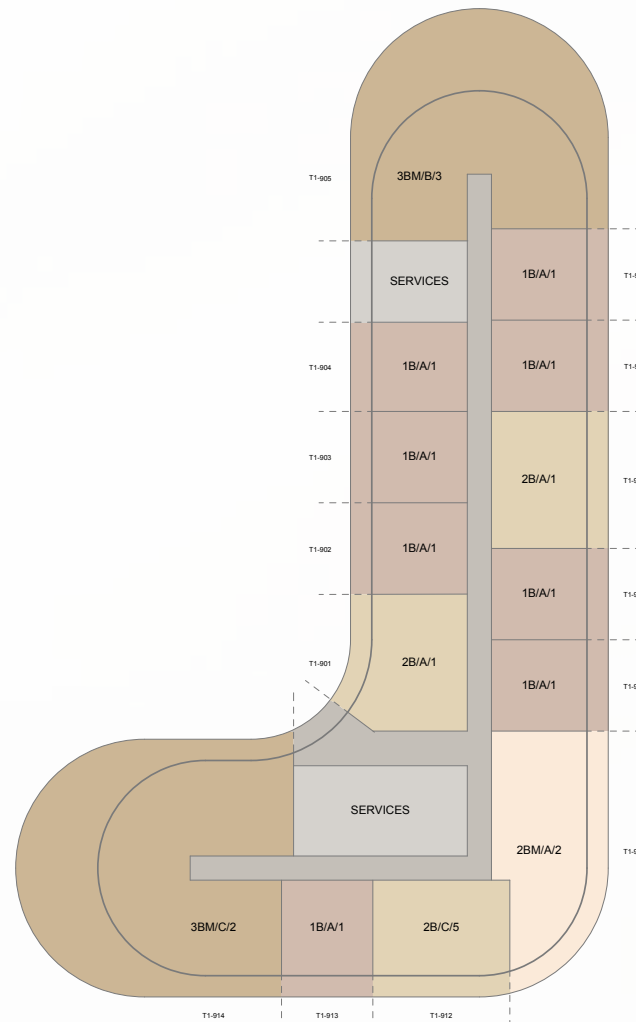 3BM/B/3
T1-905
SERVICES
1B/A/1
T1-904
1B/A/1
1B/A/1
T1-903
1B/A/1
2B/A/1
T1-902
1B/A/1
1B/A/1
T1-901
2B/A/1
1B/A/1
SERVICES
2BM/A/2
3BM/C/2
1B/A/1
2B/C/5
T1-914
T1-913
T1-912